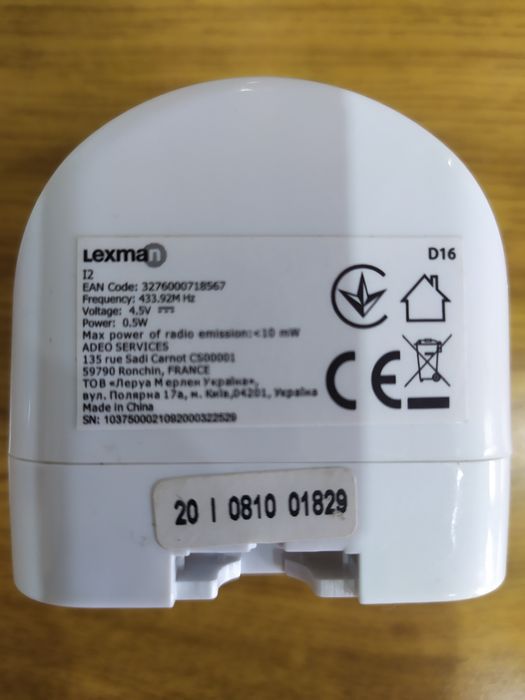 Lexman
D16
I2
EAN Code: 3276000718567
Frequency: 433.92M Hz
Voltage: 4.5V
Power: 0.5W
Max power of radio emission:<10 mW
ADEO SERVICES
135 rue Sadi Carnot CS00001
59790 Ronchin, FRANCE
ТОВ «Леруа Мерлен Україна»,
вул. Полярна 17а, м. Київ,04201, Україна
Made in China
SN: 1037500021092000322529
CE
20 I 0810 01829